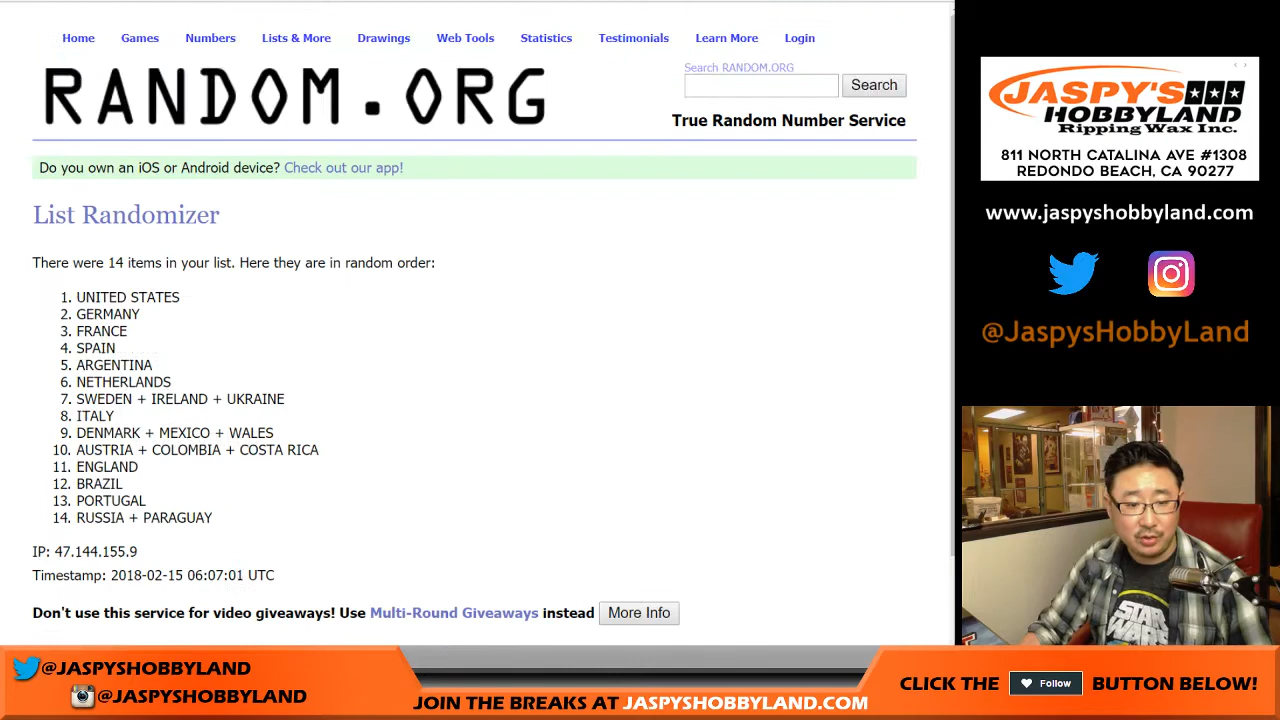 Home Games Numbers Lists & More Drawings Web Tools Statistics Testimonials Learn More Login
RANDOM.ORG
Search RANDOM.ORG
Search
True Random Number Service
Do you own an iOS or Android device? Check out our app!
List Randomizer
There were 14 items in your list. Here they are in random order:
1. UNITED STATES
2. GERMANY
3. FRANCE
4. SPAIN
5. ARGENTINA
6. NETHERLANDS
7. SWEDEN + IRELAND + UKRAINE
8. ITALY
9. DENMARK + MEXICO + WALES
10. AUSTRIA + COLOMBIA + COSTA RICA
11. ENGLAND
12. BRAZIL
13. PORTUGAL
14. RUSSIA + PARAGUAY
IP: 47.144.155.9
Timestamp: 2018-02-15 06:07:01 UTC
Don't use this service for video giveaways! Use Multi-Round Giveaways instead More Info
JASPY'S
HOBBYLAND
Ripping Wax Inc.
811 NORTH CATALINA AVE #1308
REDONDO BEACH, CA 90277
www.jaspyshobbyland.com
@JaspysHobbyLand
STAR
WARS
@JASPYSHOBBYLAND
@JASPYSHOBBYLAND
JOIN THE BREAKS AT JASPYSHOBBYLAND.COM
CLICK THE Follow BUTTON BELOW!